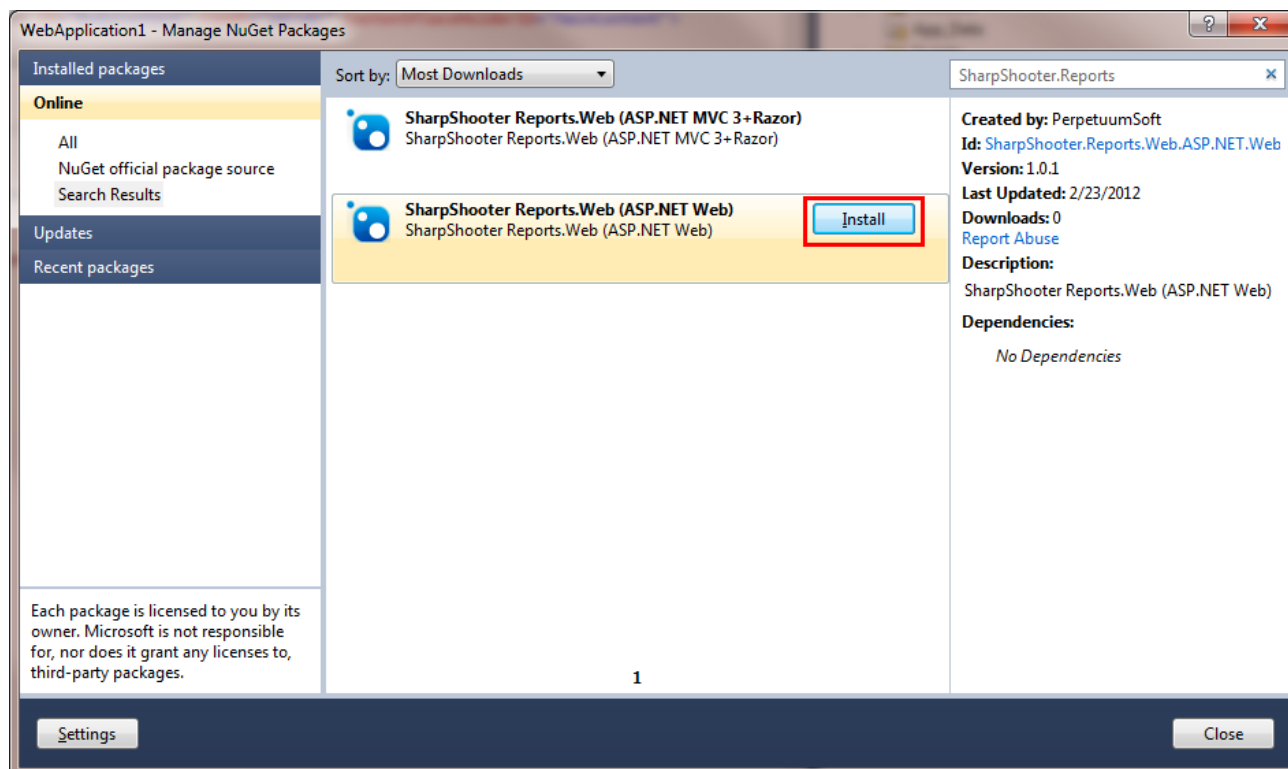 WebApplication1 - Manage NuGet Packages
?
x
Installed packages
Online
All
NuGet official package source
Search Results
Updates
Recent packages
Each package is licensed to you by its
owner. Microsoft is not responsible
for, nor does it grant any licenses to,
third-party packages.
Sort by: Most Downloads
SharpShooter Reports.Web (ASP.NET MVC 3+Razor)
SharpShooter Reports.Web (ASP.NET MVC 3+Razor)
SharpShooter Reports.Web (ASP.NET Web)
SharpShooter Reports.Web (ASP.NET Web)
Install
1
SharpShooter.Reports
Created by: PerpetuumSoft
Id: SharpShooter.Reports.Web.ASP.NET.Web
Version: 1.0.1
Last Updated: 2/23/2012
Downloads: 0
Report Abuse
Description:
SharpShooter Reports.Web (ASP.NET Web)
Dependencies:
No Dependencies
Settings
Close